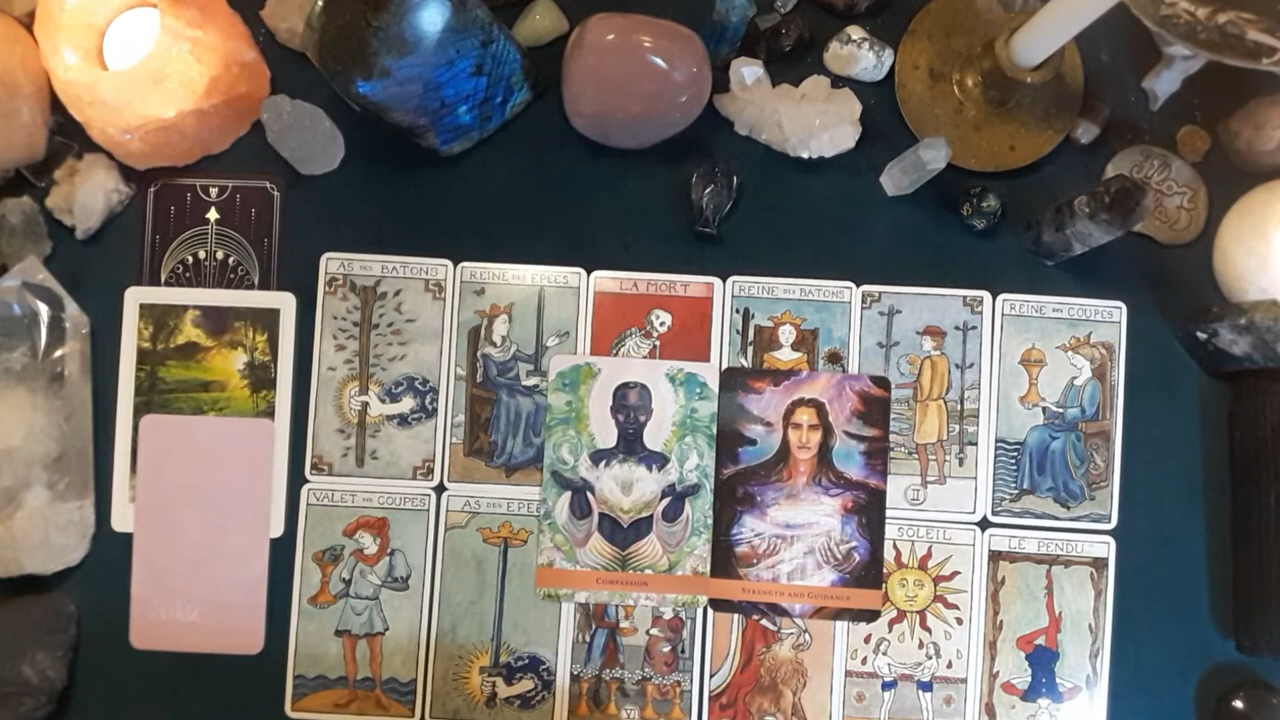 AS DES BATONS
REINE DES EPEES
LA MORT
REINE DES BATONS
REINE DES COUPES
II
VALET DES COUPES
AS DES EPEE
SOLEIL
LE PENDU
COMPASSION
STRENGTH AND GUIDANCE
VI